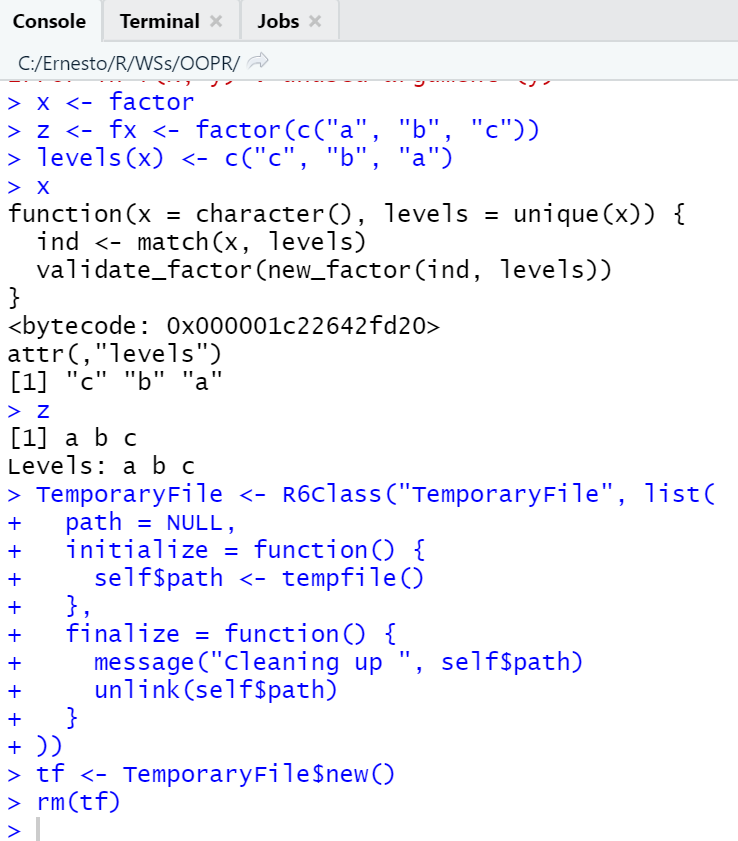 Console Terminal × Jobs ×
C:/Ernesto/R/WSs/OOPR/
> x <- factor
> z <- fx <- factor(c("a", "b", "c"))
> levels(x) <- c("c", "b", "a")
> x
function(x = character(), levels = unique(x)) {
  ind <- match(x, levels)
  validate_factor(new_factor(ind, levels))
}
<bytecode: 0x000001c22642fd20>
attr(,"levels")
[1] "c" "b" "a"
> z
[1] a b c
Levels: a b c
> TemporaryFile <- R6Class("TemporaryFile", list(
+   path = NULL,
+   initialize = function() {
+     self$path <- tempfile()
+   },
+   finalize = function() {
+     message("Cleaning up ", self$path)
+     unlink(self$path)
+   }
+ ))
> tf <- TemporaryFile$new()
> rm(tf)
>